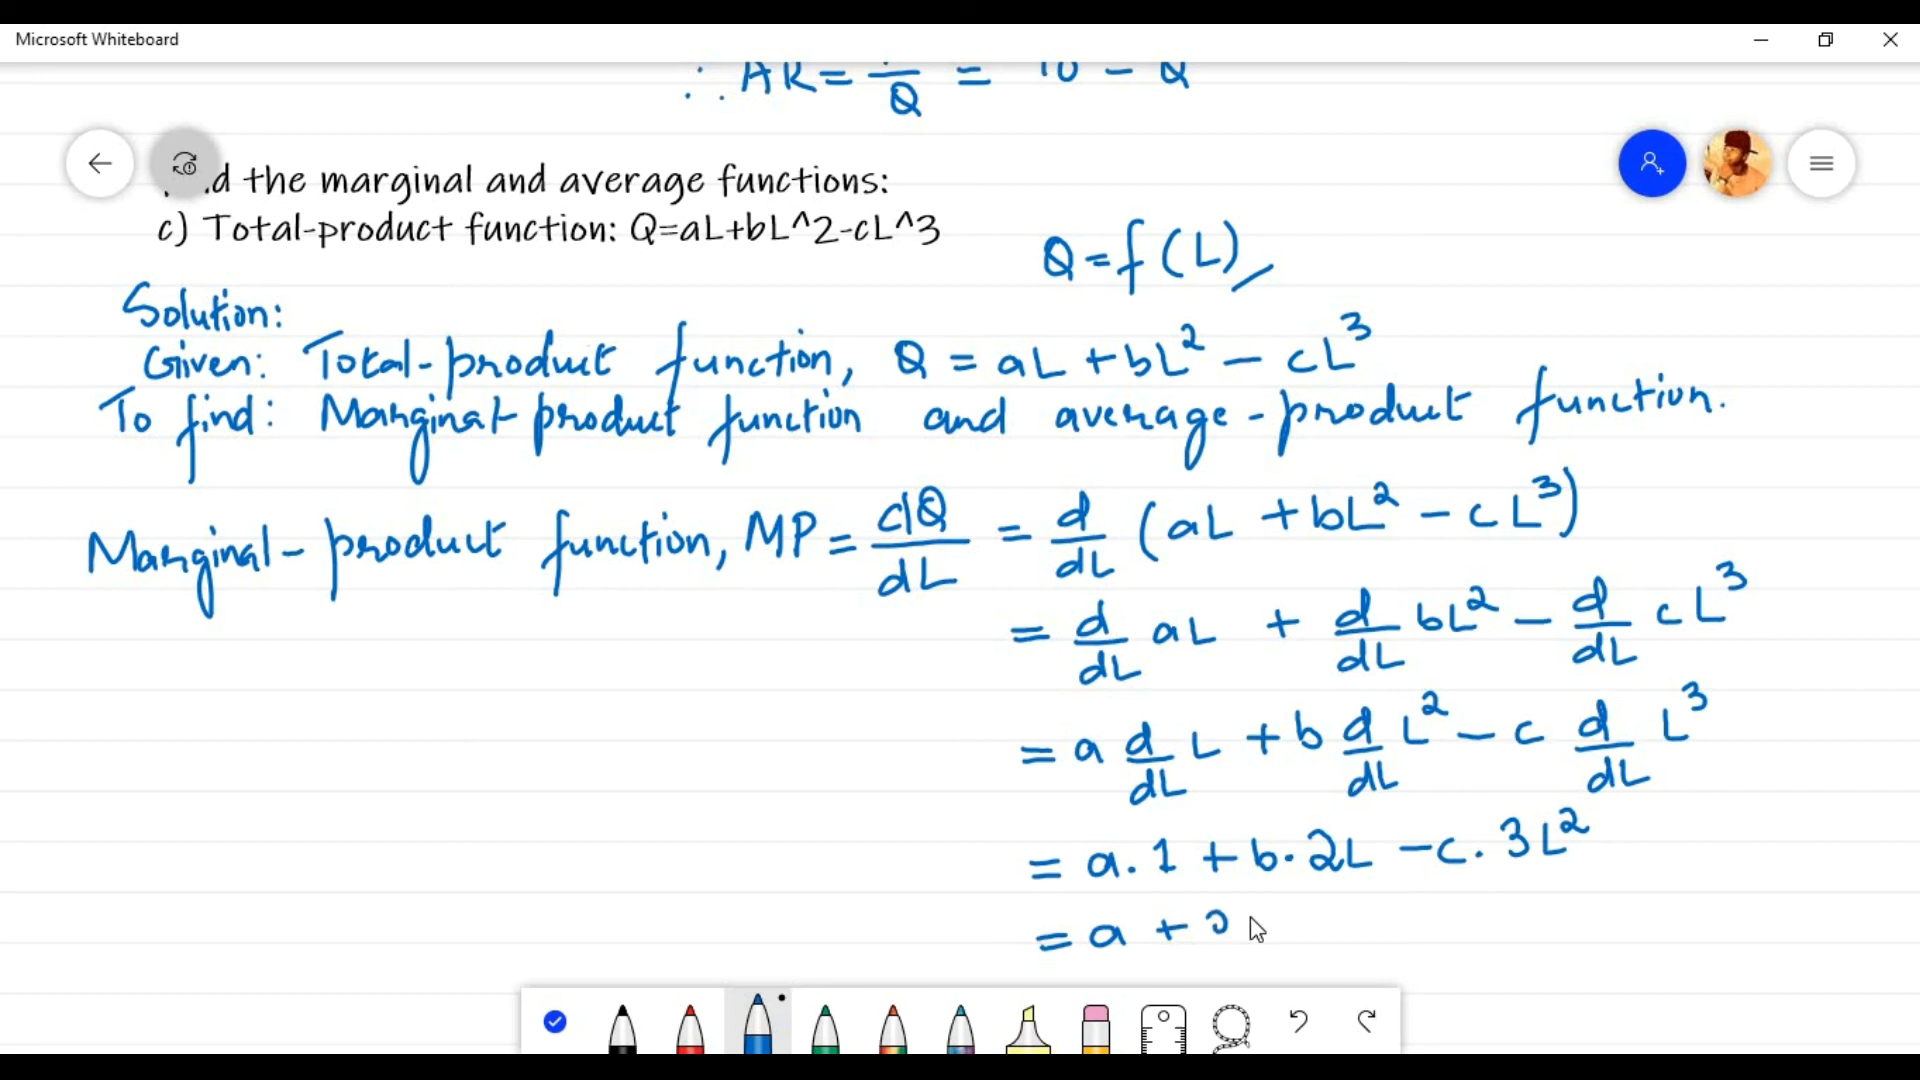 Microsoft Whiteboard
∴ AR = /Q = 10 - Q
the marginal and average functions:
c) Total-product function: Q=aL+bL^2-cL^3
Q = f(L)
Solution:
Given: Total-product function, Q = aL + bL² - cL³
To find: Marginal-product function and average-product function.
Marginal-product function, MP = dQ/dL = d/dL (aL + bL² - cL³)
= d/dL aL + d/dL bL² - d/dL cL³
= a d/dL L + b d/dL L² - c d/dL L³
= a.1 + b.2L - c.3L²
= a +